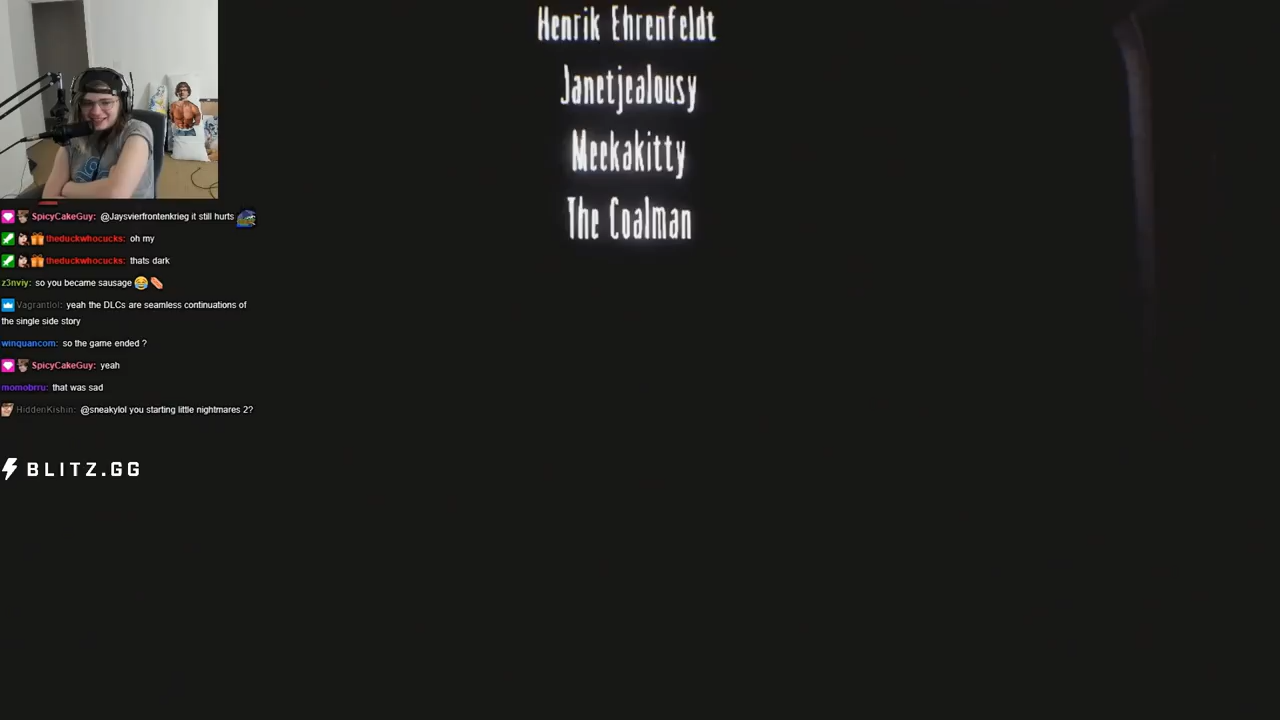 Henrik Ehrenfeldt
Janetjealousy
Meekakitty
The Coalman
SpicyCakeGuy: @Jaysvierfrontenkrieg it still hurts
theduckwhocucks: oh my
theduckwhocucks: thats dark
z3nviy: so you became sausage
Vagrantlol: yeah the DLCs are seamless continuations of
the single side story
winquancom: so the game ended ?
SpicyCakeGuy: yeah
momobrru: that was sad
HiddenKishin: @sneakylol you starting little nightmares 2?
BLITZ.GG